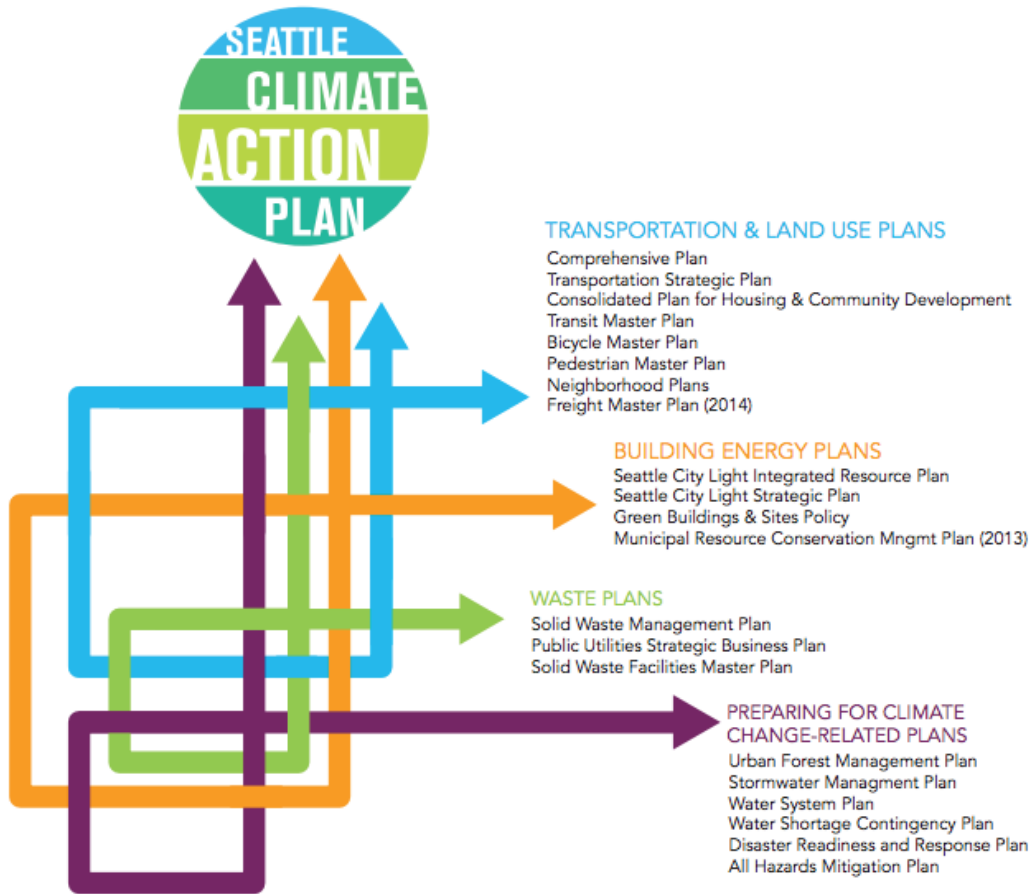 SEATTLE
CLIMATE
ACTION
PLAN
TRANSPORTATION & LAND USE PLANS
Comprehensive Plan
Transportation Strategic Plan
Consolidated Plan for Housing & Community Development
Transit Master Plan
Bicycle Master Plan
Pedestrian Master Plan
Neighborhood Plans
Freight Master Plan (2014)
BUILDING ENERGY PLANS
Seattle City Light Integrated Resource Plan
Seattle City Light Strategic Plan
Green Buildings & Sites Policy
Municipal Resource Conservation Mngmt Plan (2013)
WASTE PLANS
Solid Waste Management Plan
Public Utilities Strategic Business Plan
Solid Waste Facilities Master Plan
PREPARING FOR CLIMATE
CHANGE-RELATED PLANS
Urban Forest Management Plan
Stormwater Managment Plan
Water System Plan
Water Shortage Contingency Plan
Disaster Readiness and Response Plan
All Hazards Mitigation Plan